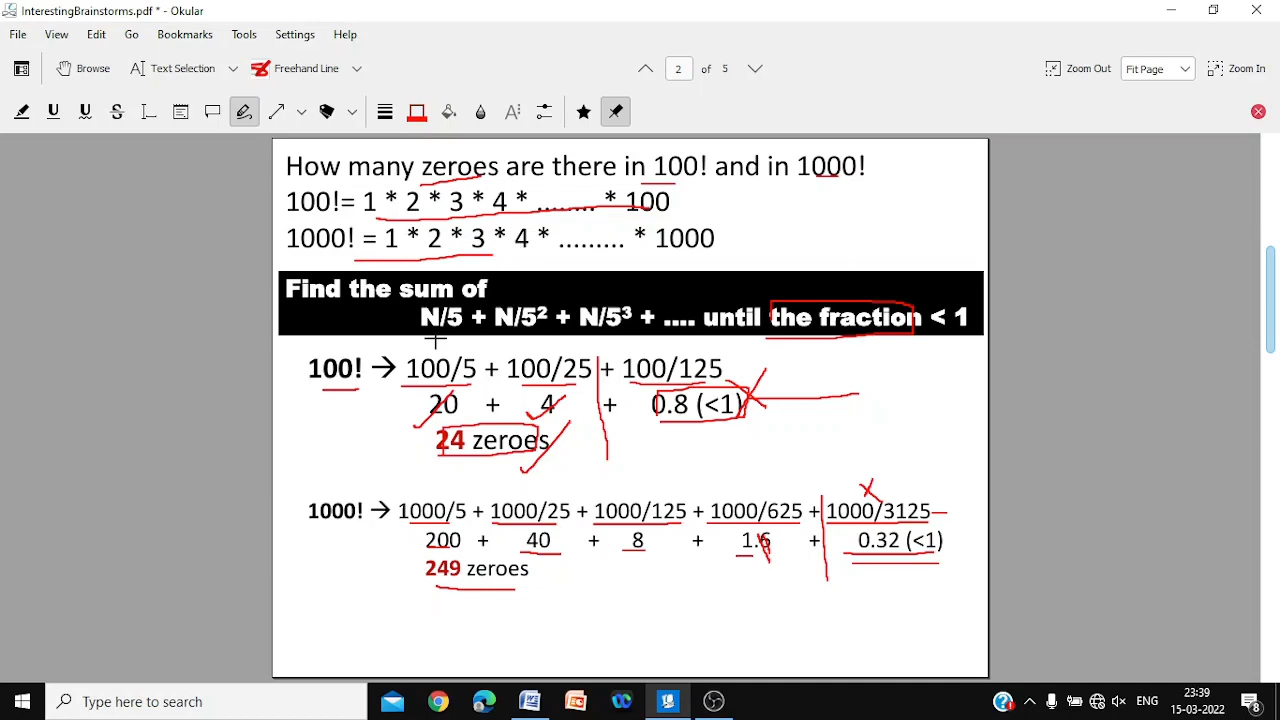 InterestingBrainstorms.pdf * - Okular
File View Edit Go Bookmarks Tools Settings Help
Browse Text Selection Freehand Line 2 of 5 Zoom Out Fit Page Zoom In
How many zeroes are there in 100! and in 1000!
100!= 1 * 2 * 3 * 4 * ........ * 100
1000! = 1 * 2 * 3 * 4 * ......... * 1000
Find the sum of
N/5 + N/5² + N/5³ + .... until the fraction < 1
100! → 100/5 + 100/25 + 100/125
20 + 4 + 0.8 (<1)
24 zeroes
1000! → 1000/5 + 1000/25 + 1000/125 + 1000/625 + 1000/3125
200 + 40 + 8 + 1.6 + 0.32 (<1)
249 zeroes
Type here to search
ENG
23:39
15-03-2022
8